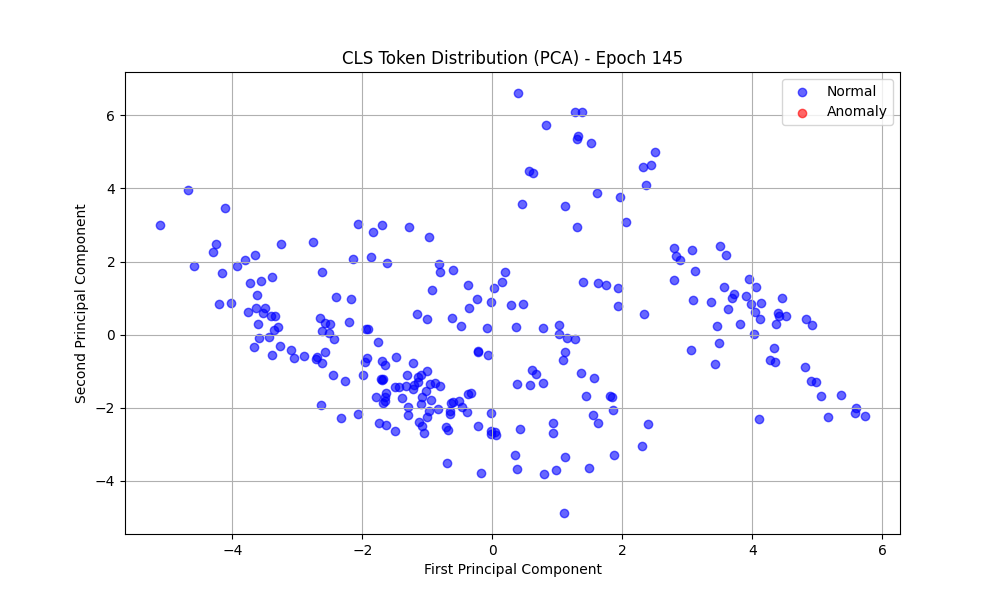 CLS Token Distribution (PCA) - Epoch 145
Normal
Anomaly
Second Principal Component
6
4
2
0
−2
−4
−4
−2
0
2
4
6
First Principal Component